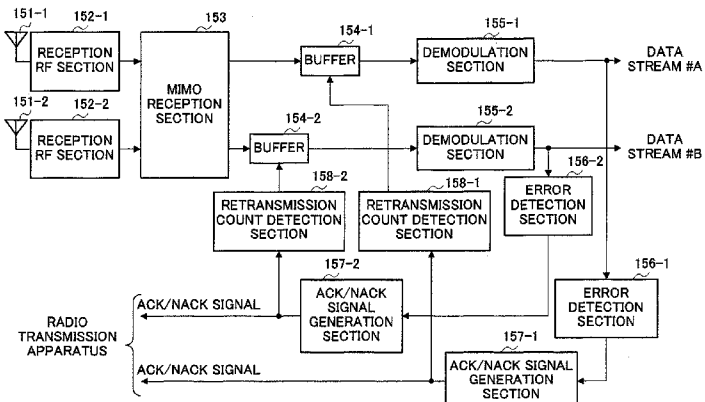 151-1
152-1
RECEPTION
RF SECTION
151-2
152-2
RECEPTION
RF SECTION
153
MIMO
RECEPTION
SECTION
154-1
BUFFER
154-2
BUFFER
155-1
DEMODULATION
SECTION
155-2
DEMODULATION
SECTION
DATA
STREAM #A
DATA
STREAM #B
156-2
ERROR
DETECTION
SECTION
158-2
RETRANSMISSION
COUNT DETECTION
SECTION
158-1
RETRANSMISSION
COUNT DETECTION
SECTION
156-1
ERROR
DETECTION
SECTION
157-2
ACK/NACK
SIGNAL
GENERATION
SECTION
157-1
ACK/NACK SIGNAL
GENERATION
SECTION
RADIO
TRANSMISSION
APPARATUS
ACK/NACK SIGNAL
ACK/NACK SIGNAL